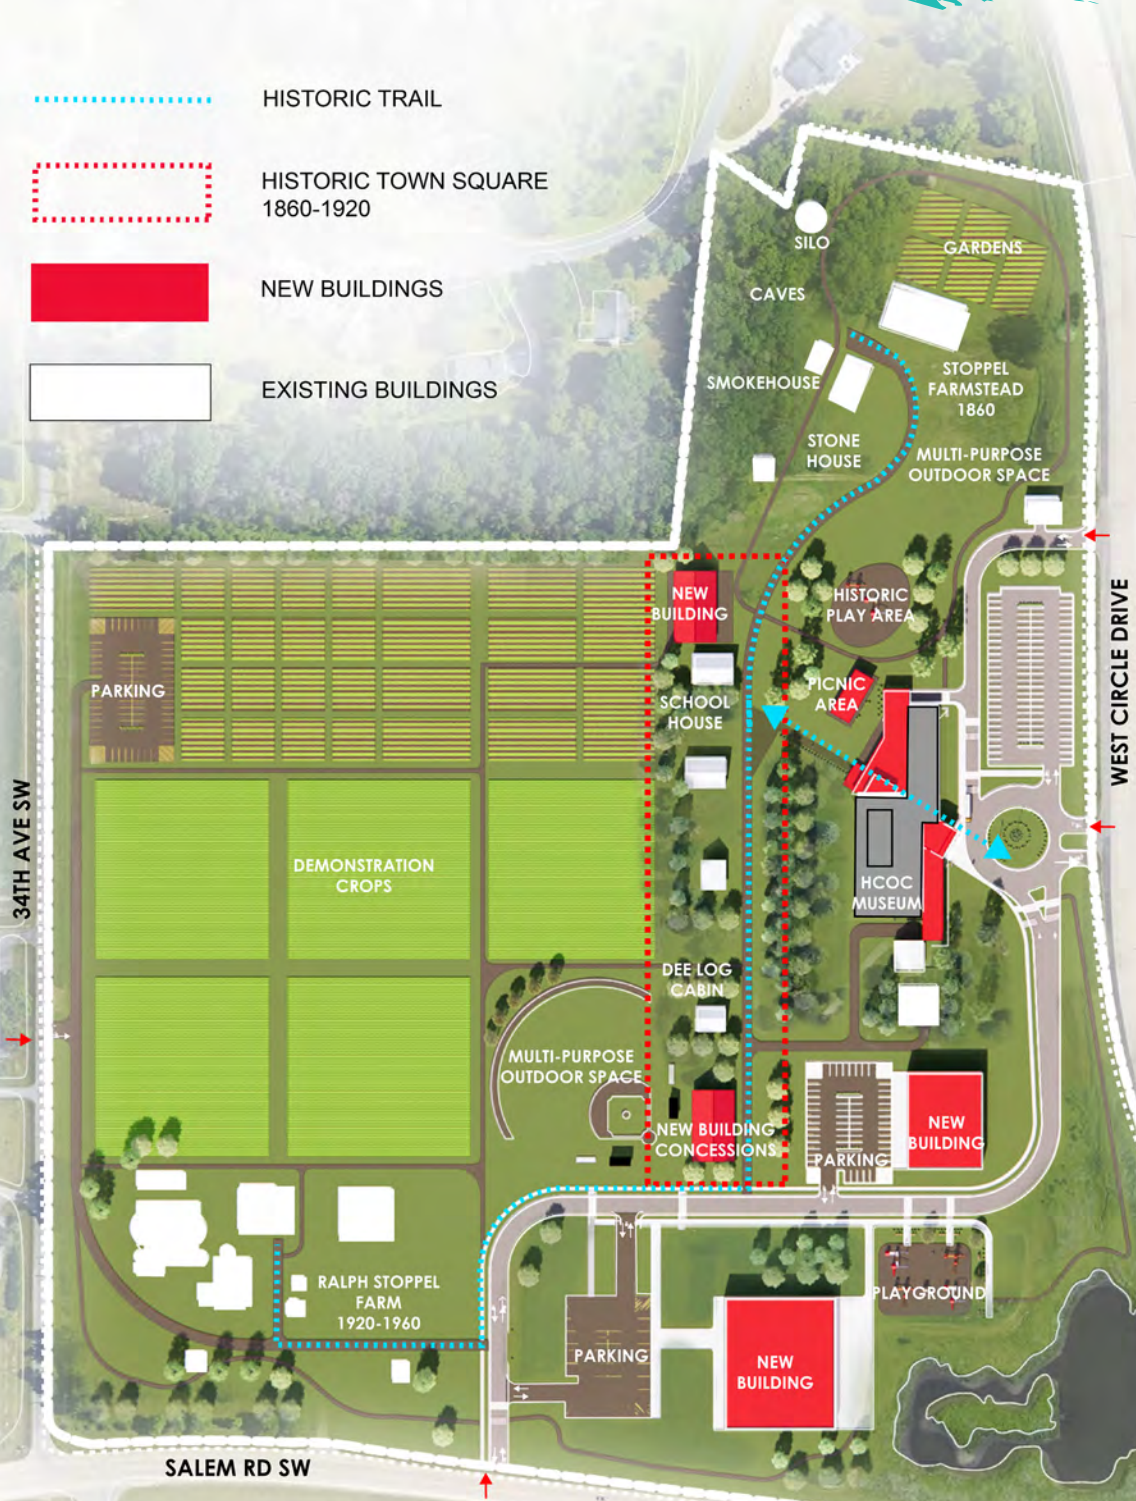 HISTORIC TRAIL
HISTORIC TOWN SQUARE
1860-1920
NEW BUILDINGS
EXISTING BUILDINGS
SILO
GARDENS
CAVES
SMOKEHOUSE
STOPPEL
FARMSTEAD
1860
STONE
HOUSE
MULTI-PURPOSE
OUTDOOR SPACE
NEW
BUILDING
HISTORIC
PLAY AREA
WEST CIRCLE DRIVE
PARKING
SCHOOL
HOUSE
PICNIC
AREA
34TH AVE SW
DEMONSTRATION
CROPS
HCOC
MUSEUM
DEE LOG
CABIN
MULTI-PURPOSE
OUTDOOR SPACE
NEW BUILDING
CONCESSIONS
NEW
BUILDING
PARKING
RALPH STOPPEL
FARM
1920-1960
PLAYGROUND
PARKING
NEW
BUILDING
SALEM RD SW